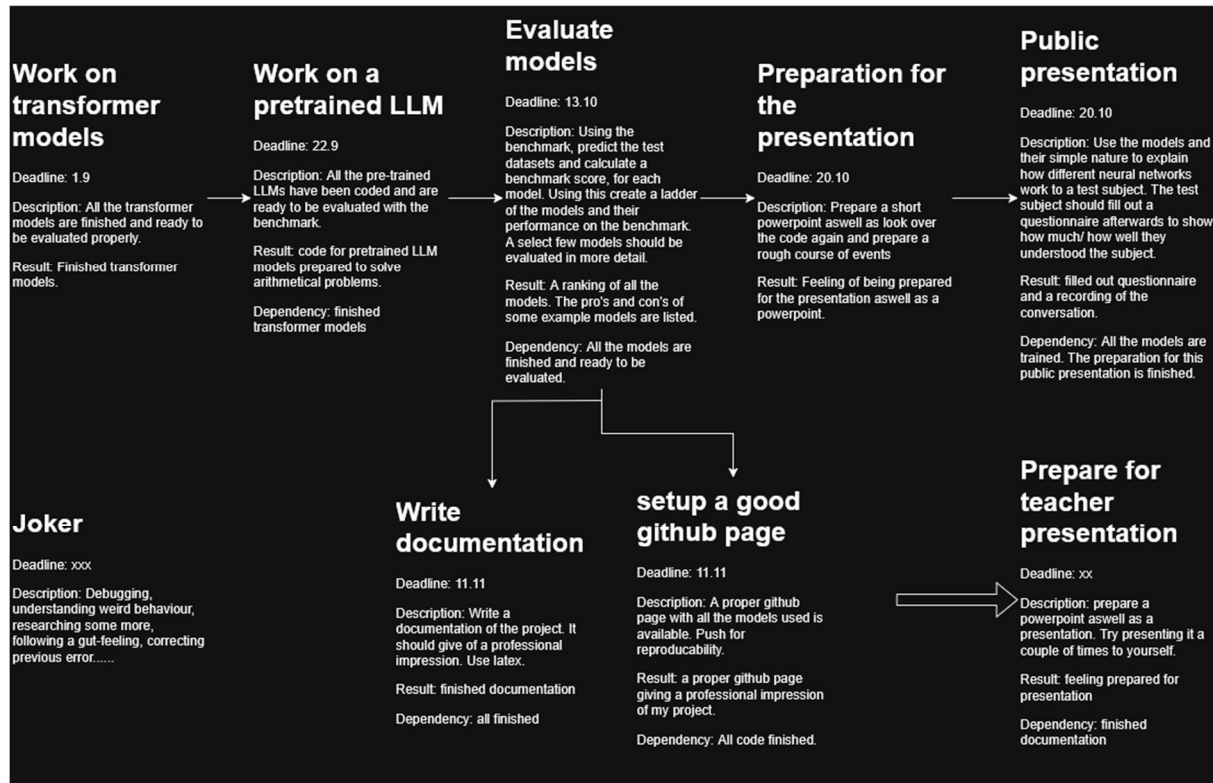 Work on
transformer
models
Deadline: 1.9
Description: All the transformer
models are finished and ready to
be evaluated properly.
Result: Finished transformer
models.
Work on a
pretrained LLM
Deadline: 22.9
Description: All the pre-trained
LLMs have been coded and are
ready to be evaluated with the
benchmark.
Result: code for pretrained LLM
models prepared to solve
arithmetical problems.
Dependency: finished
transformer models
Evaluate
models
Deadline: 13.10
Description: Using the
benchmark, predict the test
datasets and calculate a
benchmark score, for each
model. Using this create a ladder
of the models and their
performance on the benchmark.
A select few models should be
evaluated in more detail.
Result: A ranking of all the
models. The pro's and con's of
some example models are listed.
Dependency: All the models are
finished and ready to be
evaluated.
Preparation for
the
presentation
Deadline: 20.10
Description: Prepare a short
powerpoint aswell as look over
the code again and prepare a
rough course of events
Result: Feeling of being prepared
for the presentation aswell as a
powerpoint.
Public
presentation
Deadline: 20.10
Description: Use the models and
their simple nature to explain
how different neural networks
work to a test subject. The test
subject should fill out a
questionnaire afterwards to show
how much/ how well they
understood the subject.
Result: filled out questionnaire
and a recording of the
conversation.
Dependency: All the models are
trained. The preparation for this
public presentation is finished.
Joker
Deadline: xxx
Description: Debugging,
understanding weird behaviour,
researching some more,
following a gut-feeling, correcting
previous error......
Write
documentation
Deadline: 11.11
Description: Write a
documentation of the project. It
should give of a professional
impression. Use latex.
Result: finished documentation
Dependency: all finished
setup a good
github page
Deadline: 11.11
Description: A proper github
page with all the models used is
available. Push for
reproducability.
Result: a proper github page
giving a professional impression
of my project.
Dependency: All code finished.
Prepare for
teacher
presentation
Deadline: xx
Description: prepare a
powerpoint aswell as a
presentation. Try presenting it a
couple of times to yourself.
Result: feeling prepared for
presentation
Dependency: finished
documentation